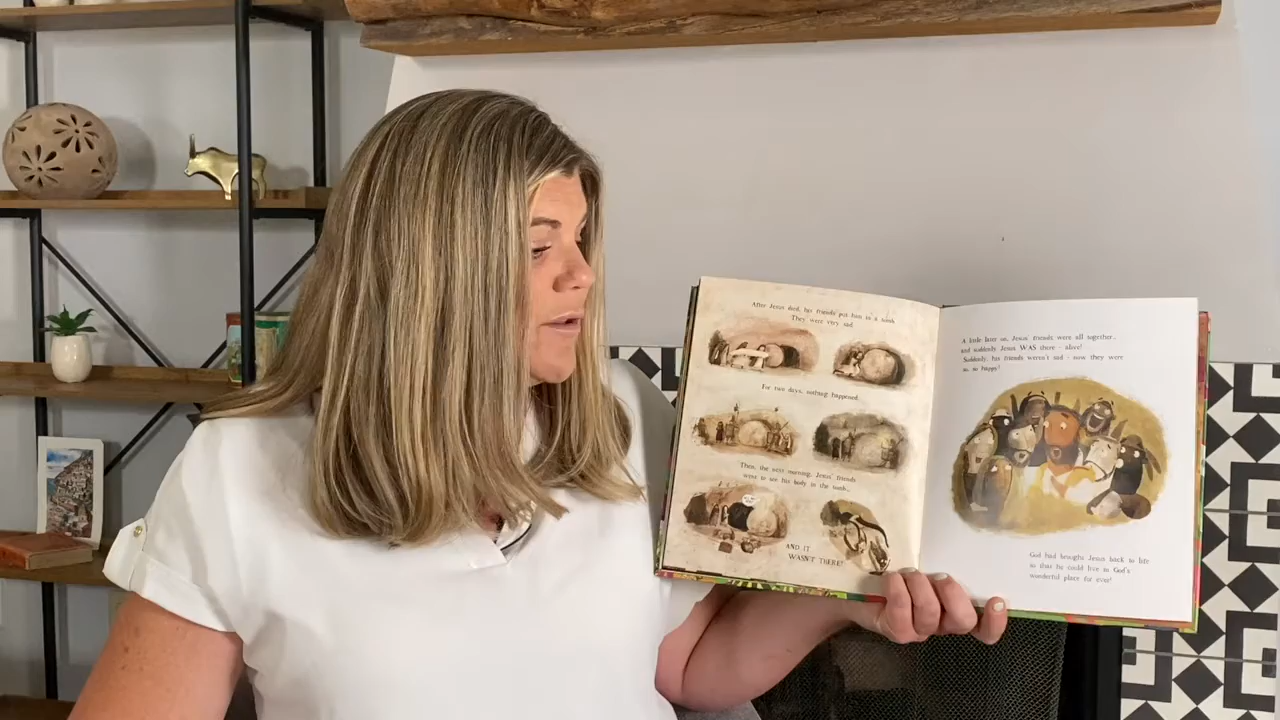 After Jesus died, his friends put him in a tomb.
They were very sad.
For two days, nothing happened.
Then, the next morning, Jesus' friends
went to see his body in the tomb...
AND IT
WASN'T THERE!
A little later on, Jesus' friends were all together...
and suddenly Jesus WAS there – alive!
Suddenly, his friends weren't sad – now they were
so, so happy!
God had brought Jesus back to life
so that he could live in God's
wonderful place for ever!